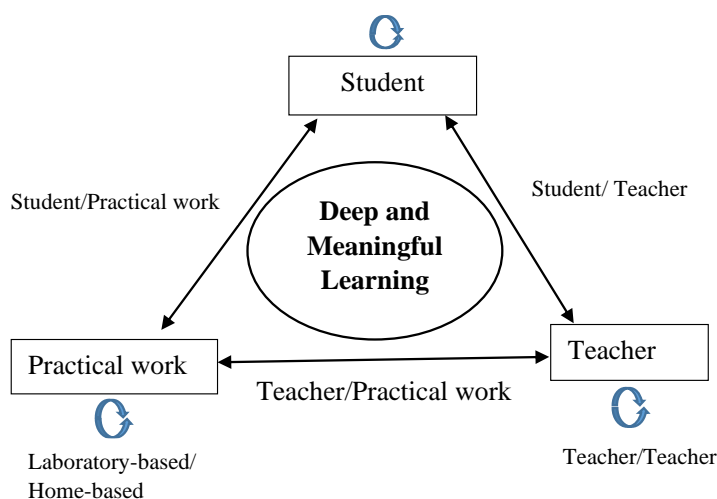 Student
Student/Practical work
Student/ Teacher
Deep and
Meaningful
Learning
Practical work
Teacher
Teacher/Practical work
Laboratory-based/
Home-based
Teacher/Teacher